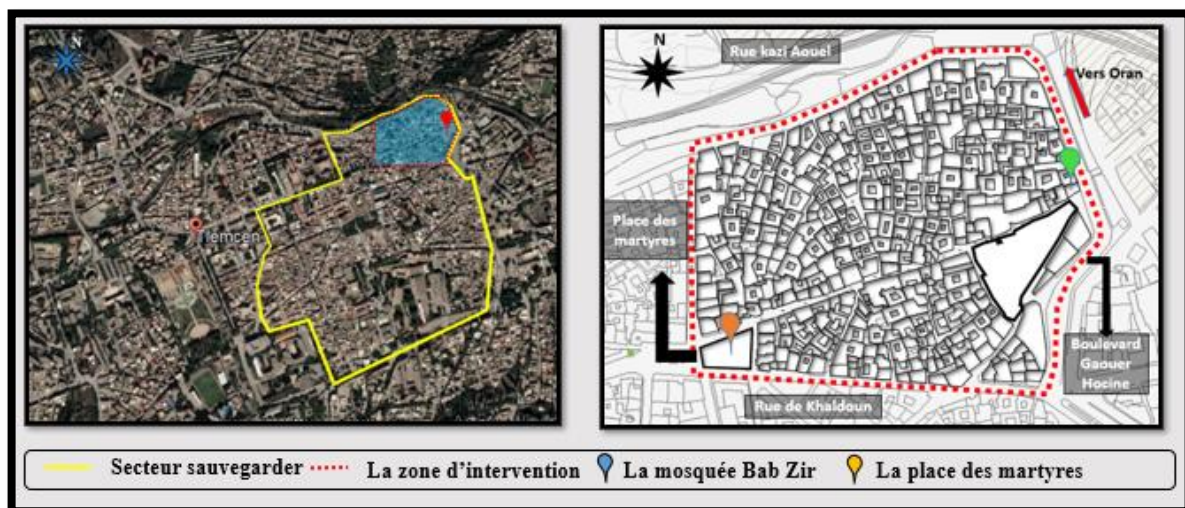 N
Tlemcen
N
Rue kazi Aouel
Vers Oran
Place des
martyres
Boulevard
Gaouer
Hocine
Rue de Khaldoun
Secteur sauvegarder
La zone d'intervention
La mosquée Bab Zir
La place des martyres